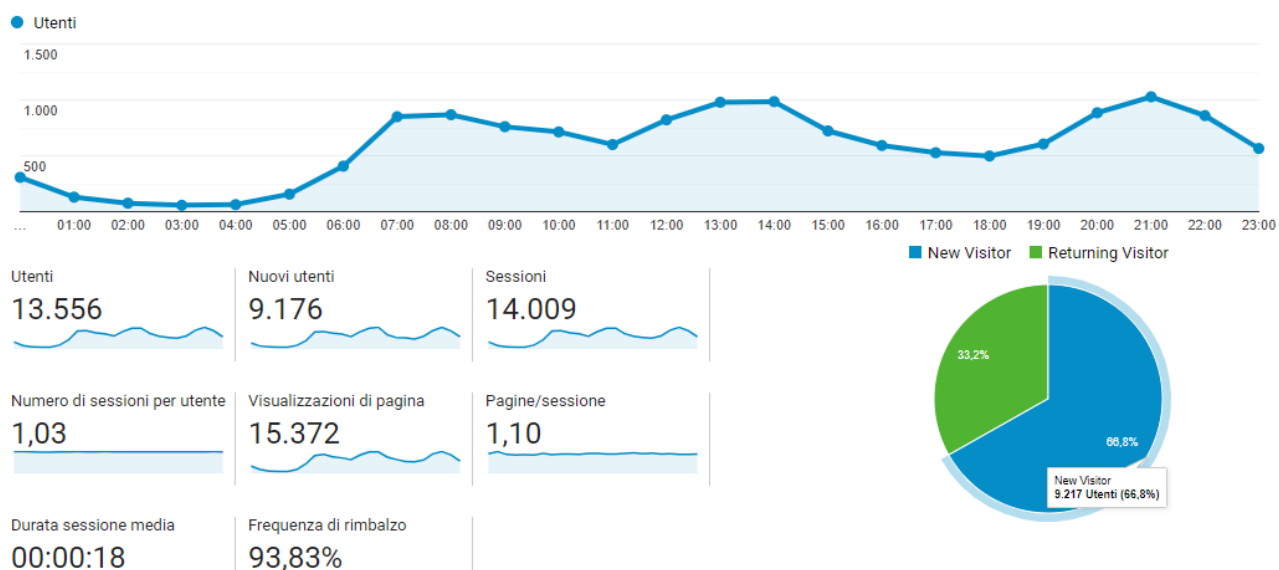 Utenti
1.500
1.000
500
... 01:00 02:00 03:00 04:00 05:00 06:00 07:00 08:00 09:00 10:00 11:00 12:00 13:00 14:00 15:00 16:00 17:00 18:00 19:00 20:00 21:00 22:00 23:00
New Visitor Returning Visitor
Utenti Nuovi utenti Sessioni
13.556 9.176 14.009
Numero di sessioni per utente Visualizzazioni di pagina Pagine/sessione
1,03 15.372 1,10
Durata sessione media Frequenza di rimbalzo
00:00:18 93,83%
33,2%
66,8%
New Visitor
9.217 Utenti (66,8%)